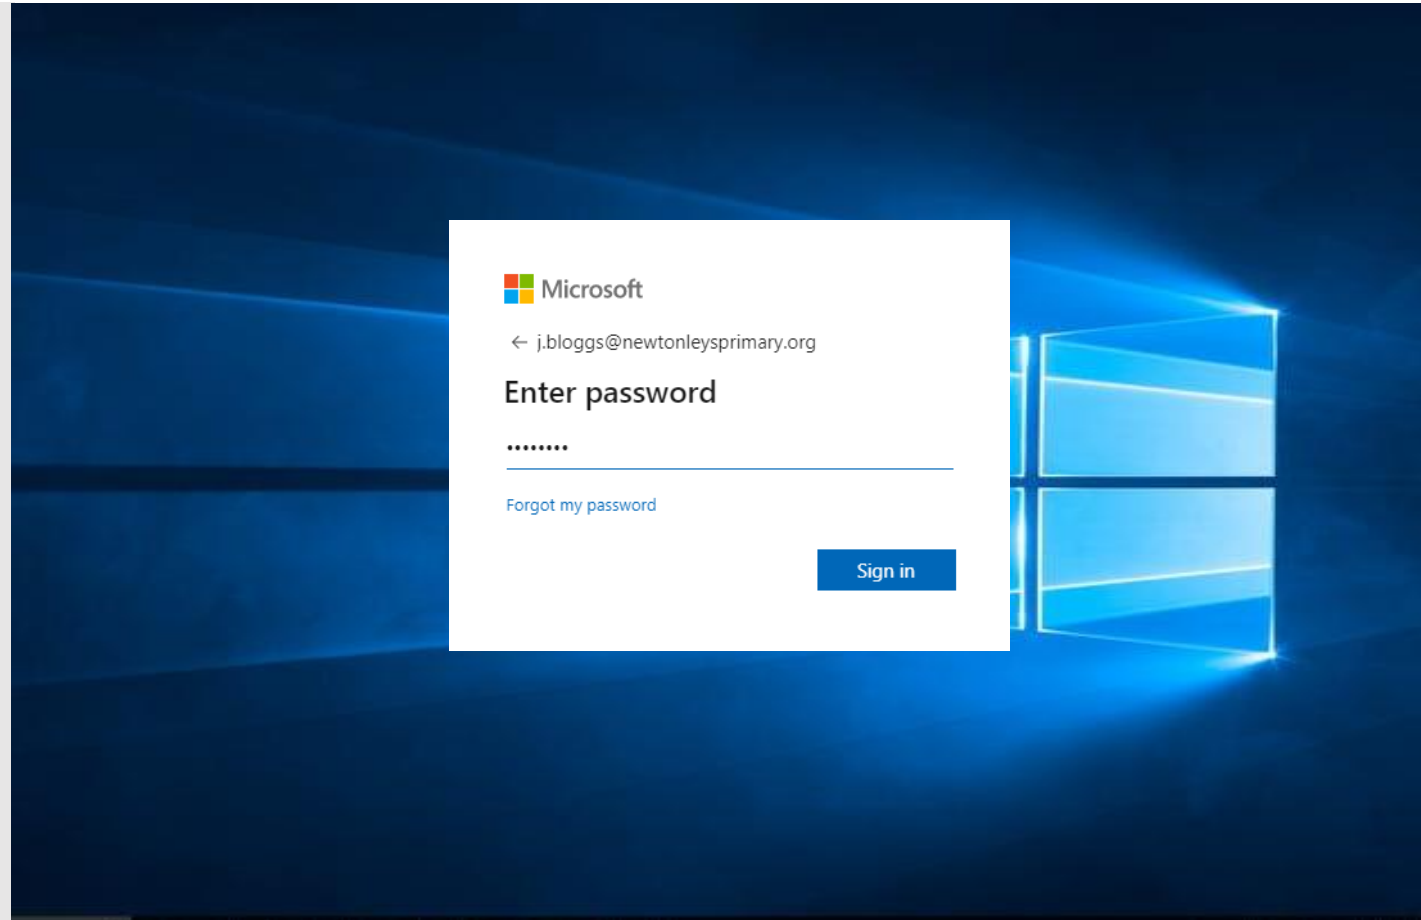 Microsoft
← j.bloggs@newtonleysprimary.org
Enter password
••••••••
Forgot my password
Sign in